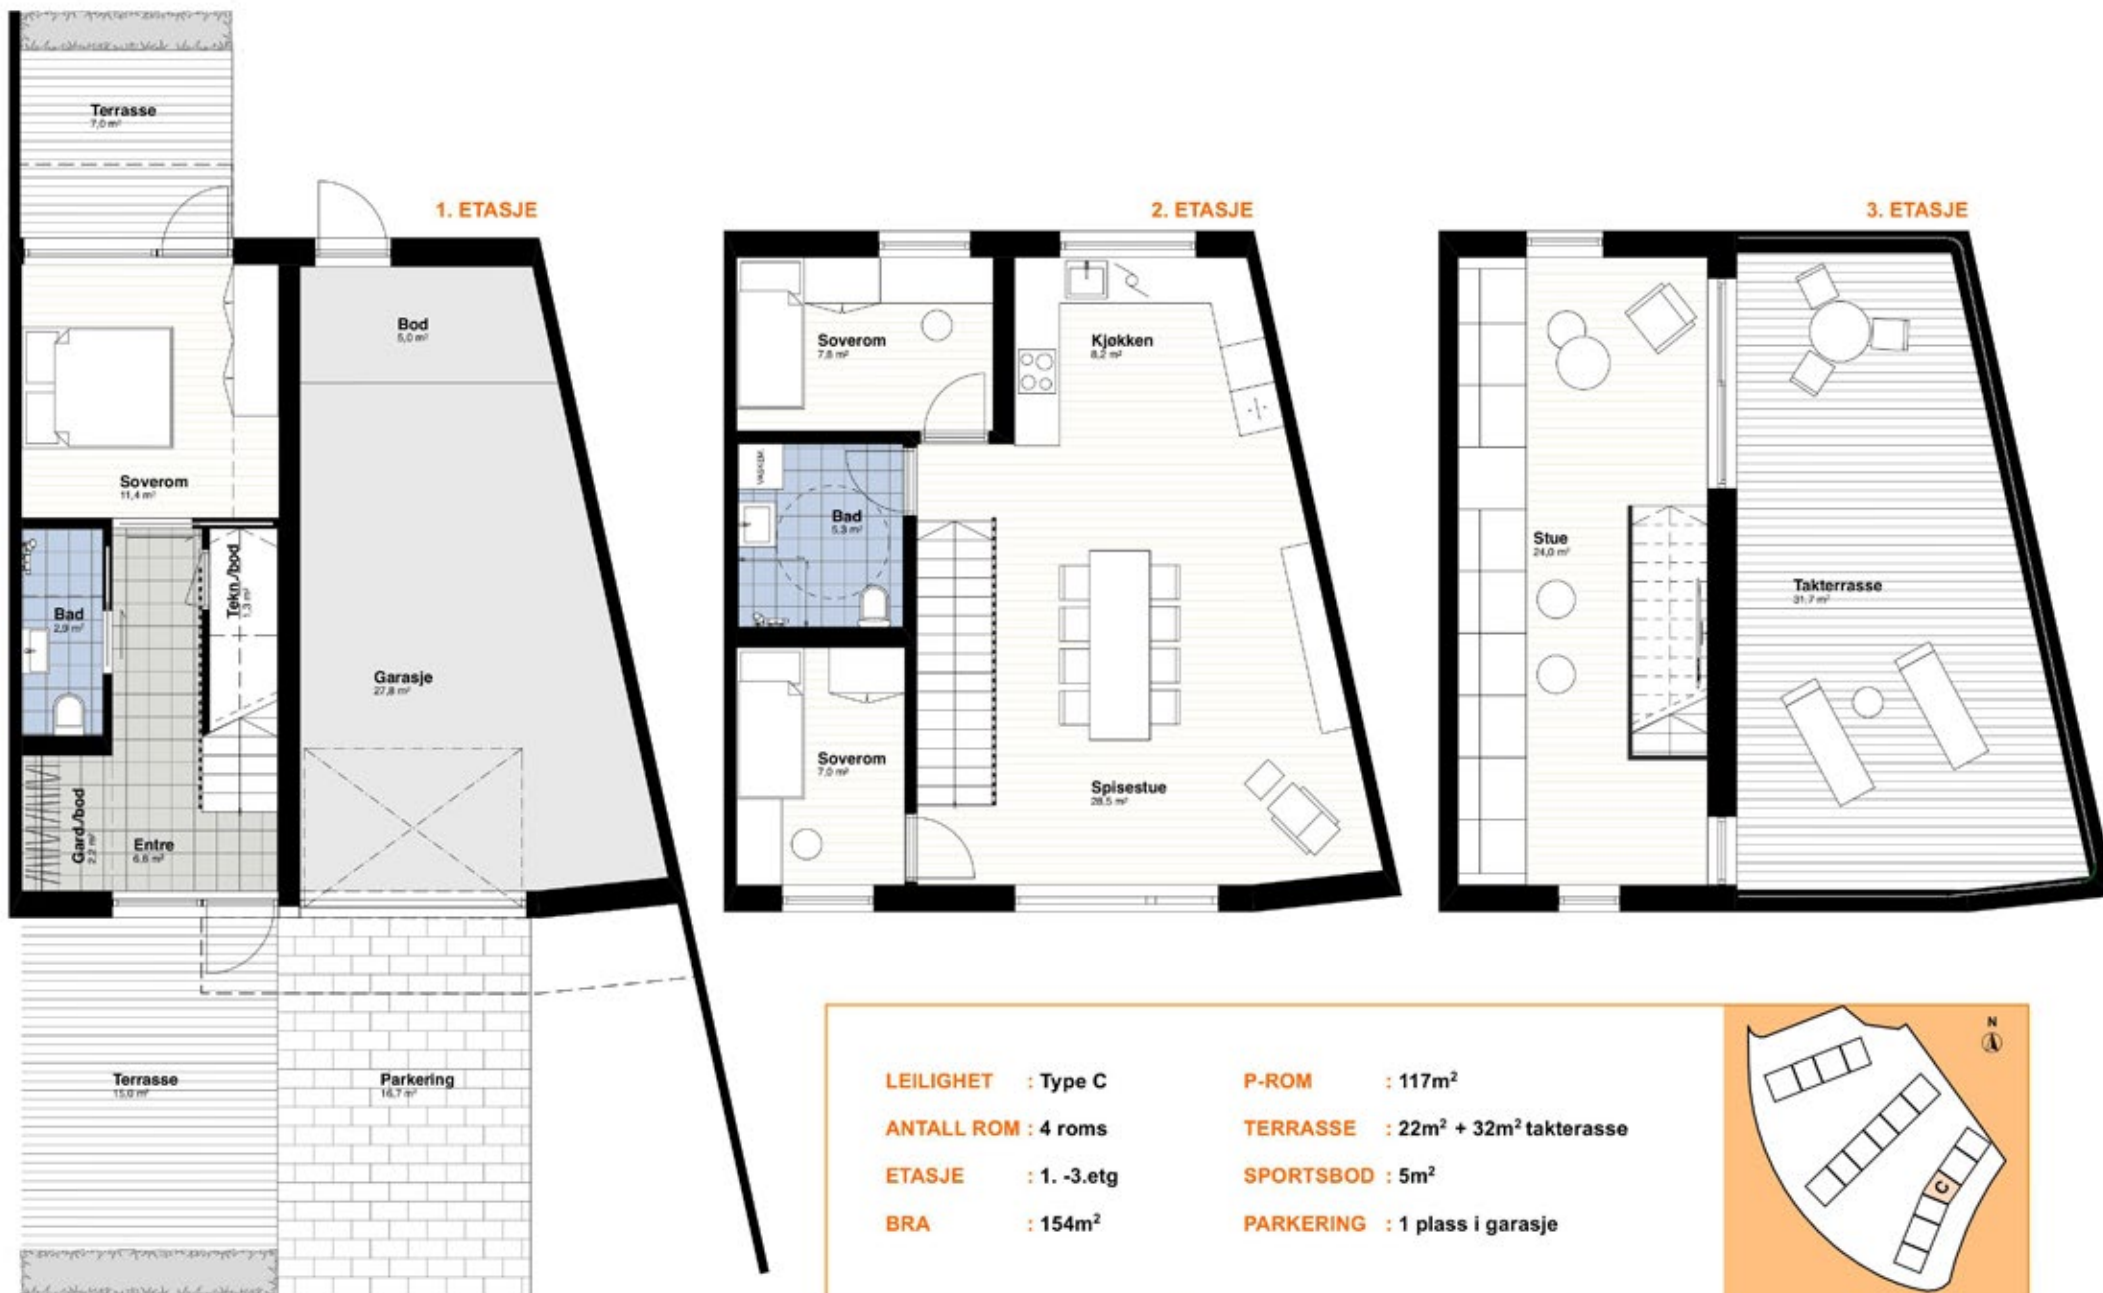 1. ETASJE
Terrasse
7,0 m²
Bod
5,0 m²
Soverom
11,4 m²
Bad
2,9 m²
Tekn./bod
1,3 m²
Garasje
27,8 m²
Gard./bod
2,2 m²
Entre
6,6 m²
Terrasse
15,0 m²
Parkering
16,7 m²
2. ETASJE
Soverom
7,8 m²
Kjøkken
8,2 m²
VASKEM.
Bad
5,3 m²
Soverom
7,0 m²
Spisestue
28,5 m²
3. ETASJE
Stue
24,0 m²
Takterrasse
31,7 m²
LEILIGHET : Type C
ANTALL ROM : 4 roms
ETASJE : 1. -3.etg
BRA : 154m²
P-ROM : 117m²
TERRASSE : 22m² + 32m² takterasse
SPORTSBOD : 5m²
PARKERING : 1 plass i garasje
N
C